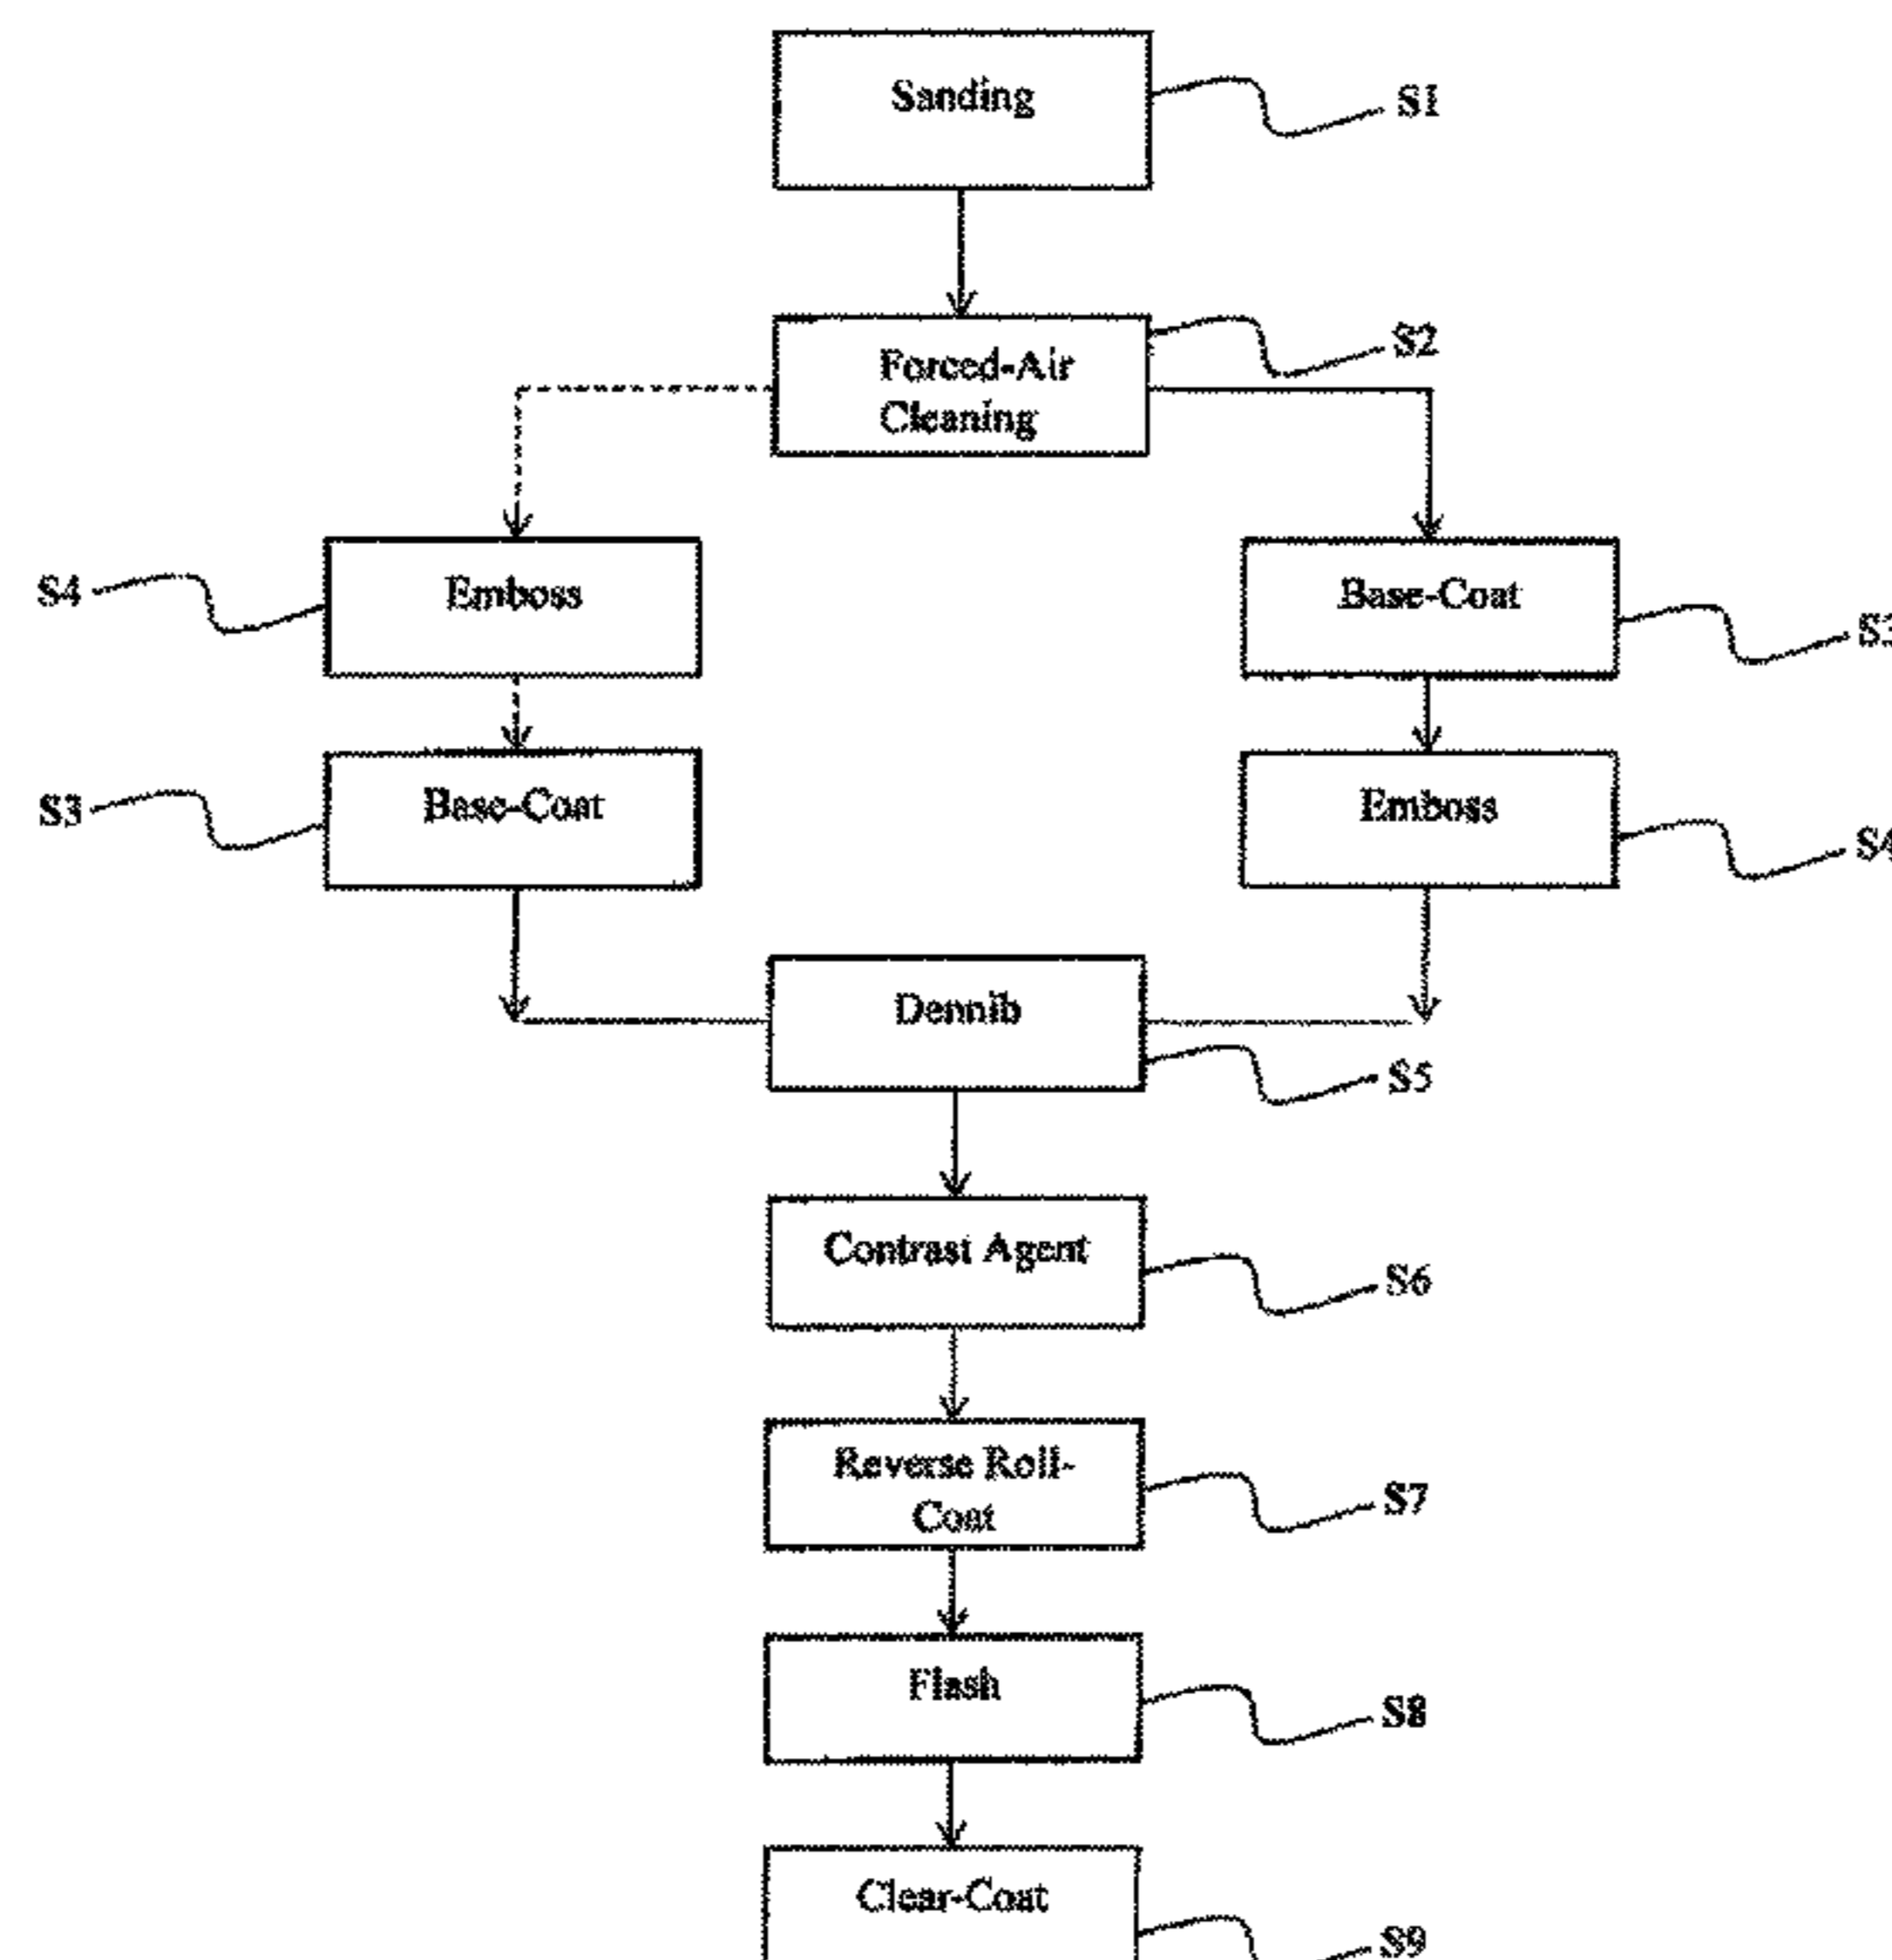 Sanding
S1
Forced-Air
Cleaning
S2
Emboss
S4
Base-Coat
Base-Coat
S3
Emboss
Dennib
S5
Contrast Agent
S6
Reverse Roll-
Coat
S7
Flash
S8
Clear-Coat
S9